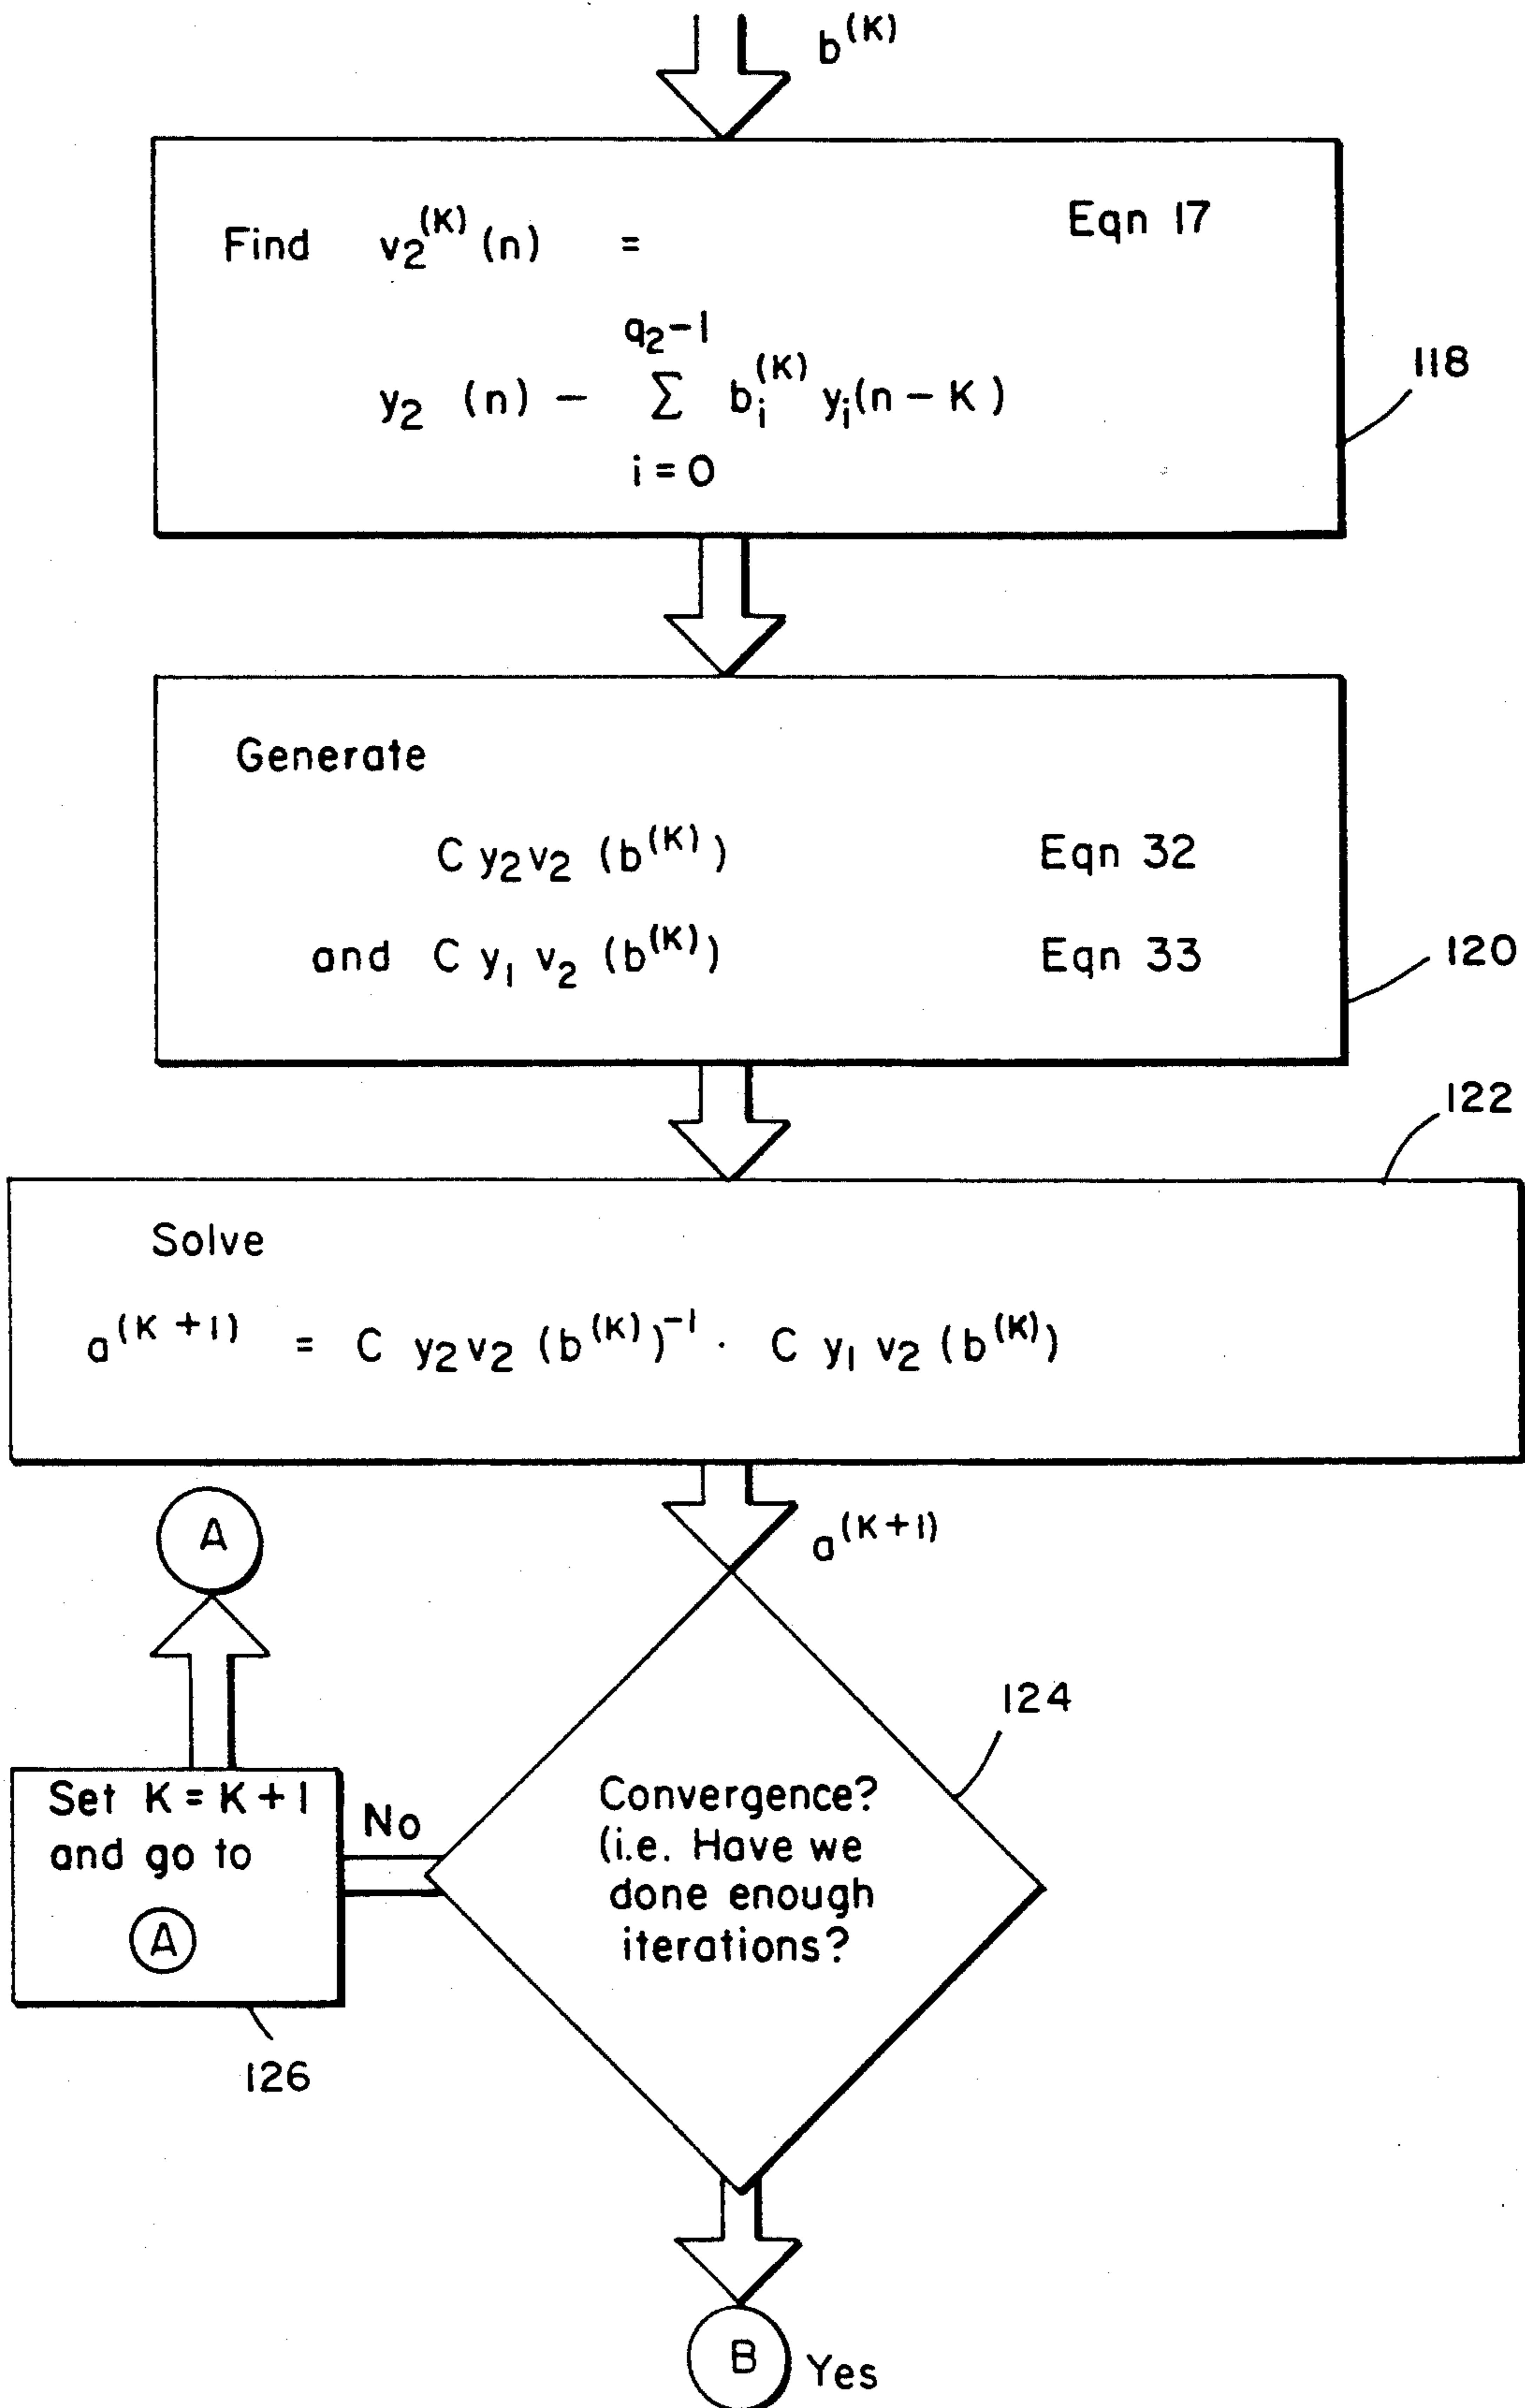 b^(K)
Find v₂^(K)(n) = Eqn 17
q₂-1
y₂ (n) - Σ b_i^(K) y_i(n-K)
i=0
118
Generate
C y₂v₂ (b^(K)) Eqn 32
and C y₁ v₂ (b^(K)) Eqn 33
120
122
Solve
a^(K+1) = C y₂v₂ (b^(K))^-1 · C y₁ v₂ (b^(K))
A
a^(K+1)
124
Set K = K+1
and go to
A
No
Convergence?
(i.e. Have we
done enough
iterations?
126
B Yes